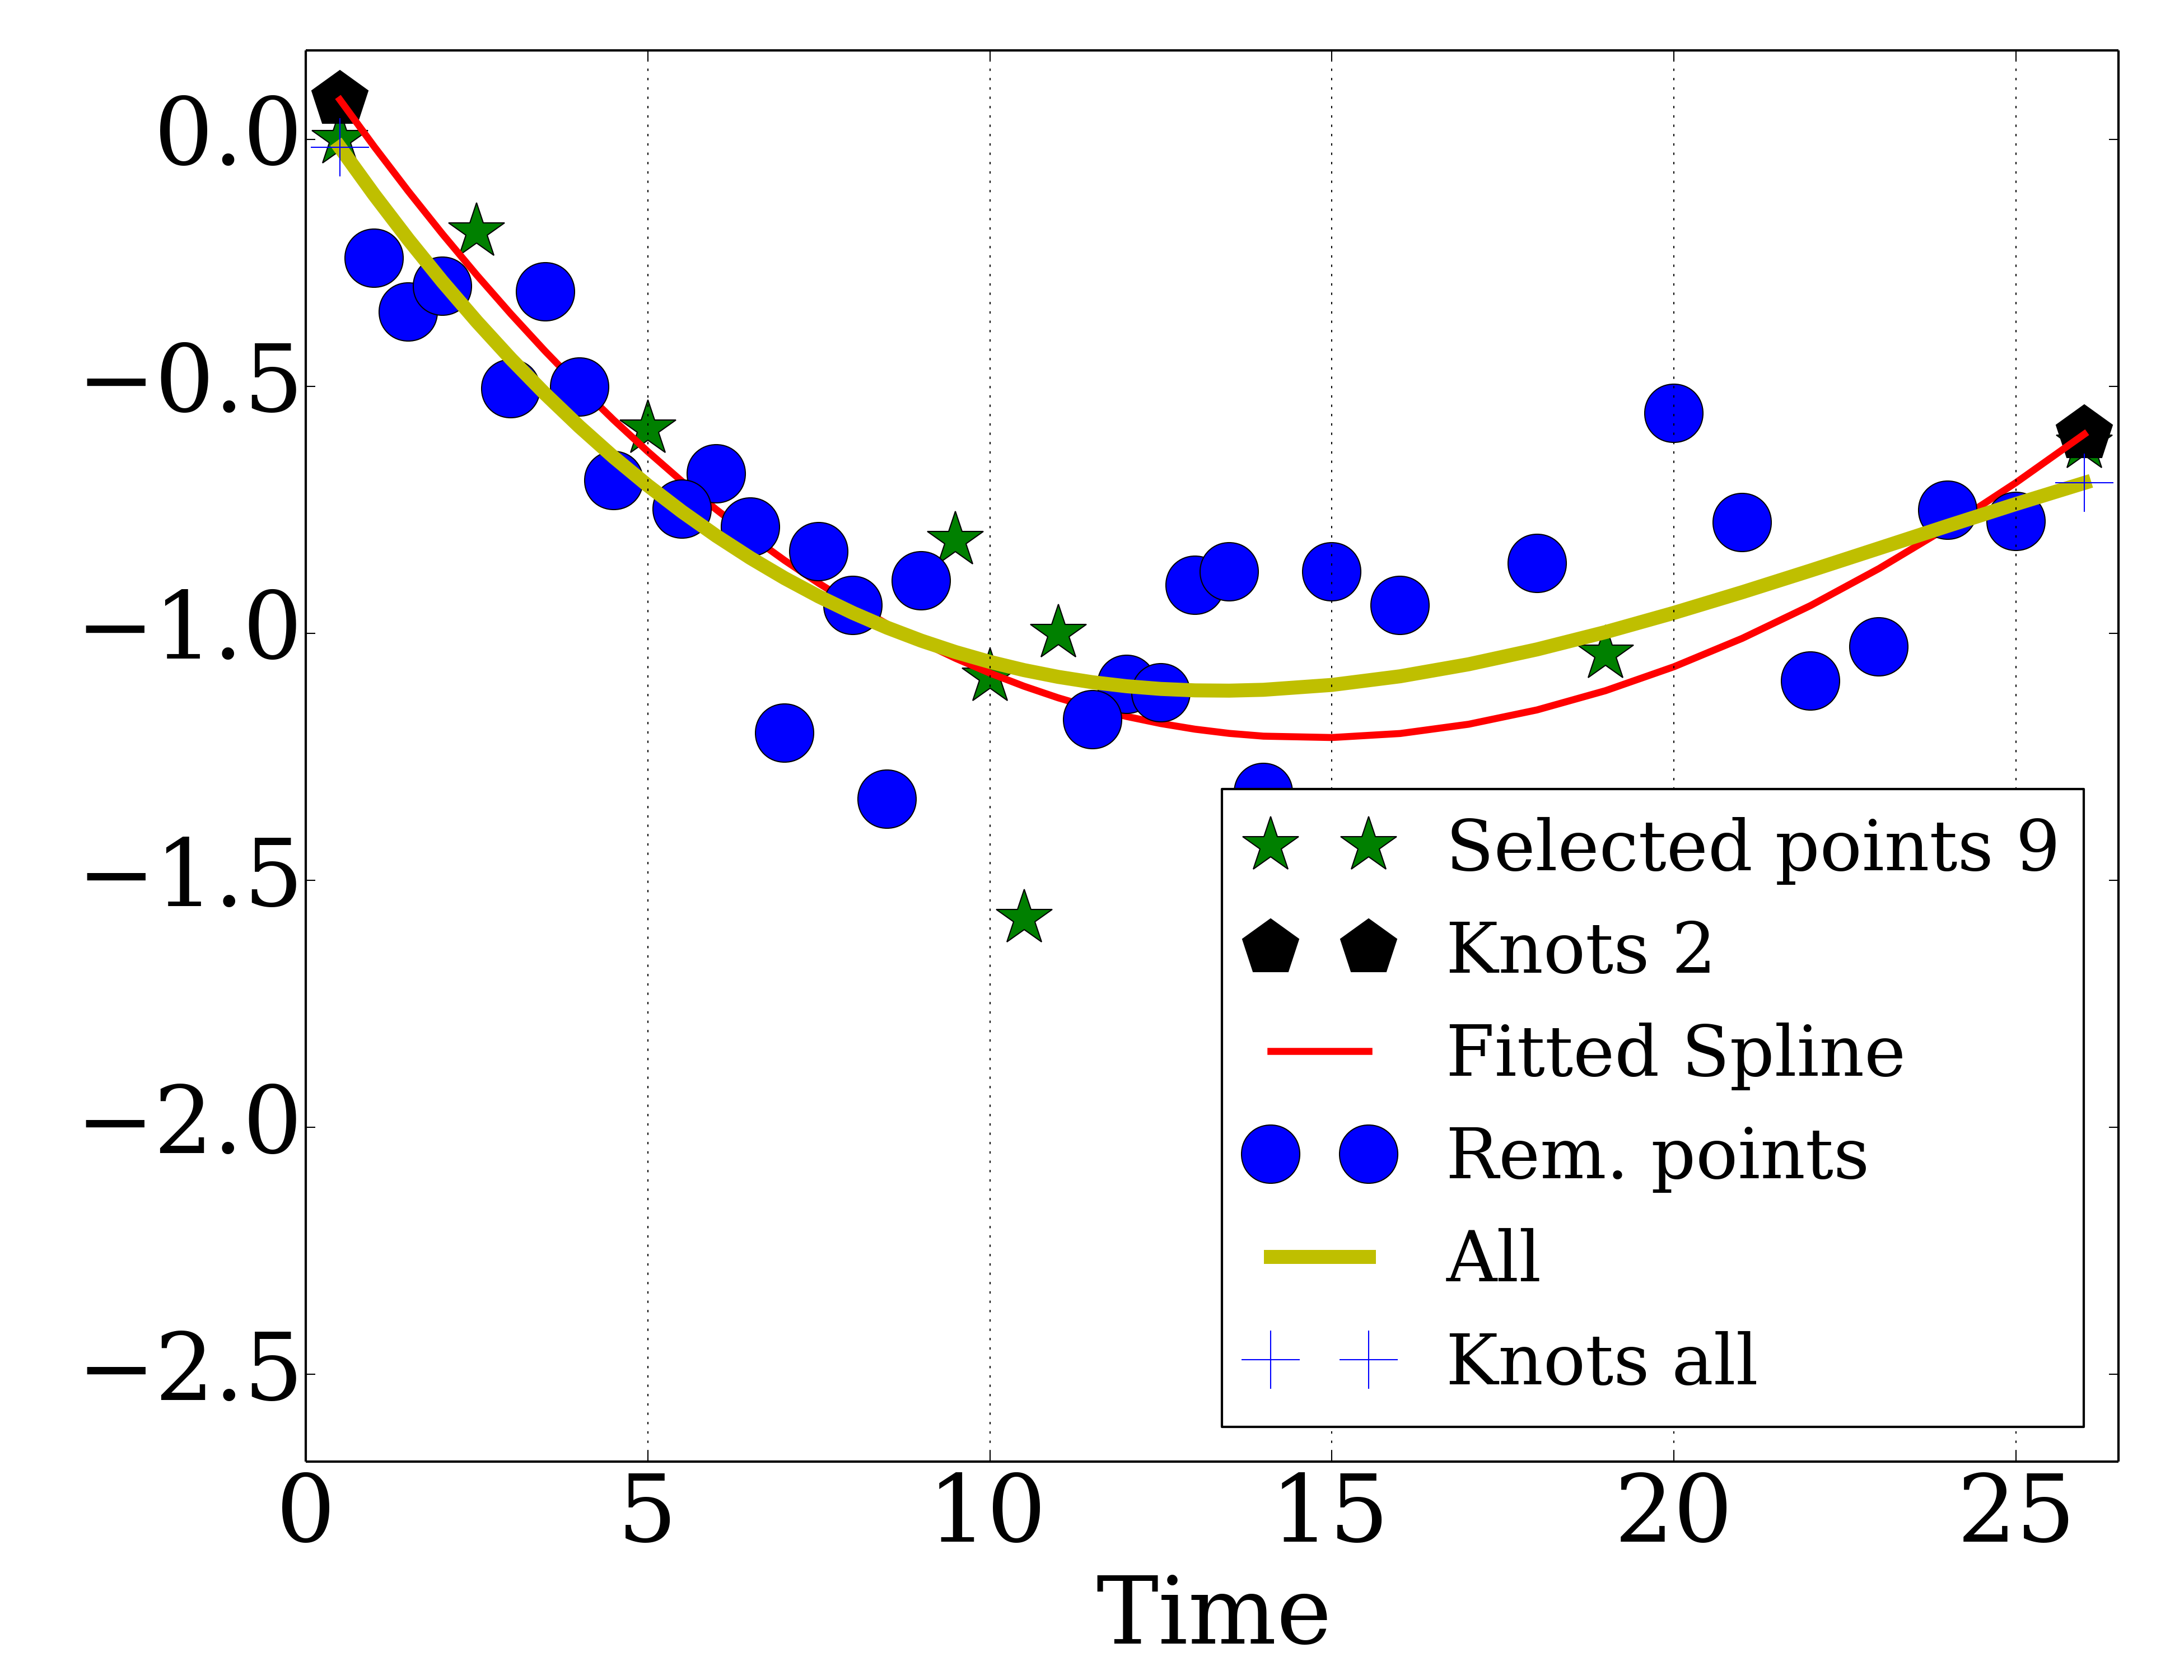 0.0
−0.5
−1.0
−1.5
−2.0
−2.5
Selected points 9
Knots 2
Fitted Spline
Rem. points
All
Knots all
0 5 10 15 20 25
Time